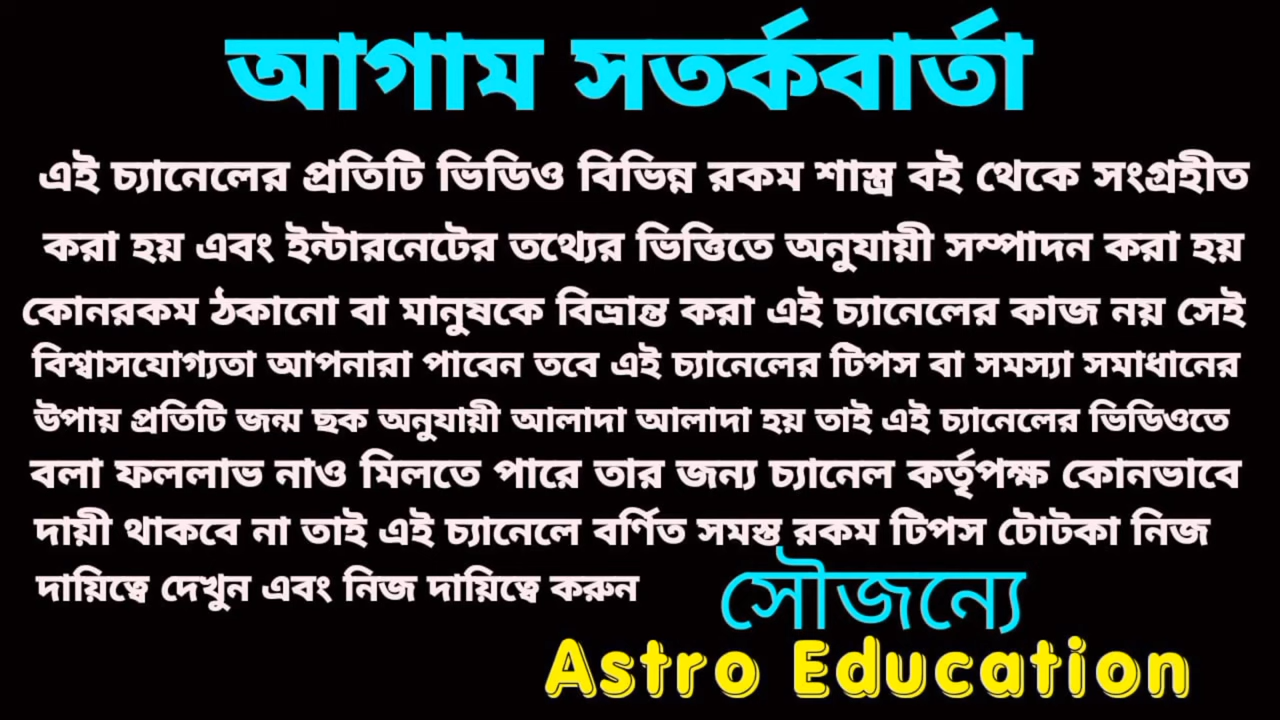 আগাম সতর্কবার্তা
এই চ্যানেলের প্রতিটি ভিডিও বিভিন্ন রকম শাস্ত্র বই থেকে সংগ্রহীত
করা হয় এবং ইন্টারনেটের তথ্যের ভিত্তিতে অনুযায়ী সম্পাদন করা হয়
কোনরকম ঠকানো বা মানুষকে বিভ্রান্ত করা এই চ্যানেলের কাজ নয় সেই
বিশ্বাসযোগ্যতা আপনারা পাবেন তবে এই চ্যানেলের টিপস বা সমস্যা সমাধানের
উপায় প্রতিটি জন্ম ছক অনুযায়ী আলাদা আলাদা হয় তাই এই চ্যানেলের ভিডিওতে
বলা ফললাভ নাও মিলতে পারে তার জন্য চ্যানেল কর্তৃপক্ষ কোনভাবে
দায়ী থাকবে না তাই এই চ্যানেলে বর্ণিত সমস্ত রকম টিপস টোটকা নিজ
দায়িত্বে দেখুন এবং নিজ দায়িত্বে করুন
সৌজন্যে
Astro Education